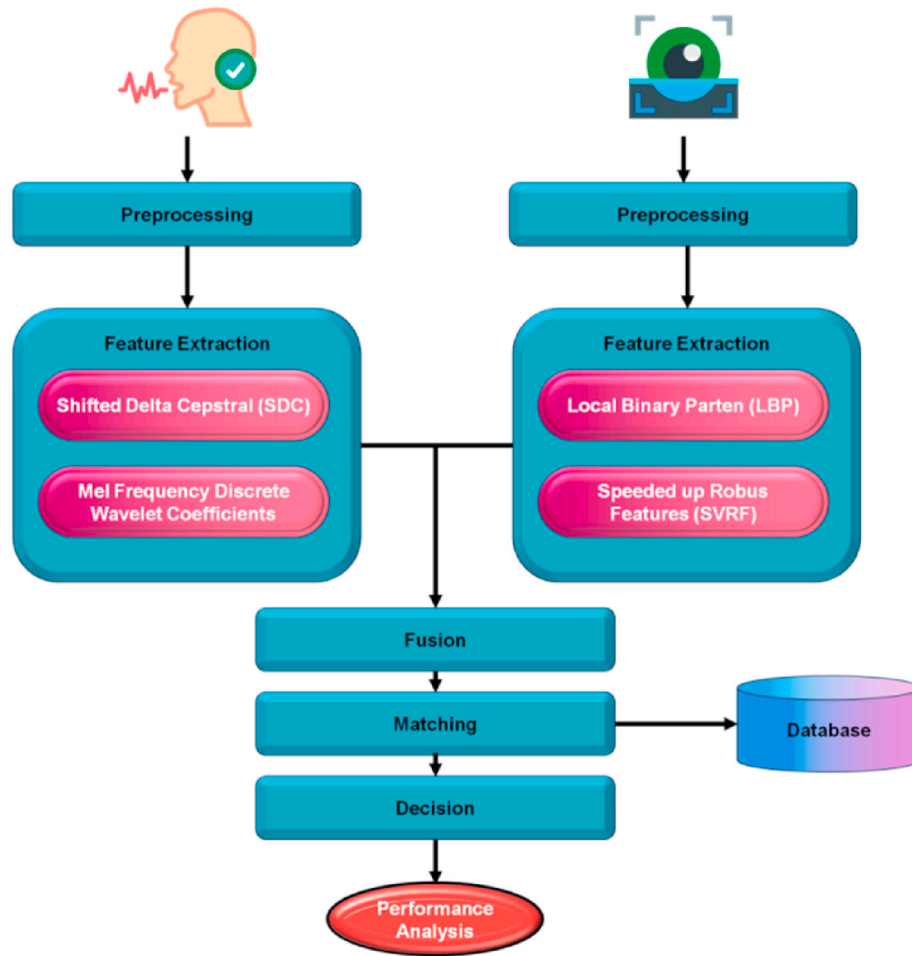 Preprocessing
Preprocessing
Feature Extraction
Shifted Delta Cepstral (SDC)
Mel Frequency Discrete
Wavelet Coefficients
Feature Extraction
Local Binary Parten (LBP)
Speeded up Robus
Features (SVRF)
Fusion
Matching
Database
Decision
Performance
Analysis